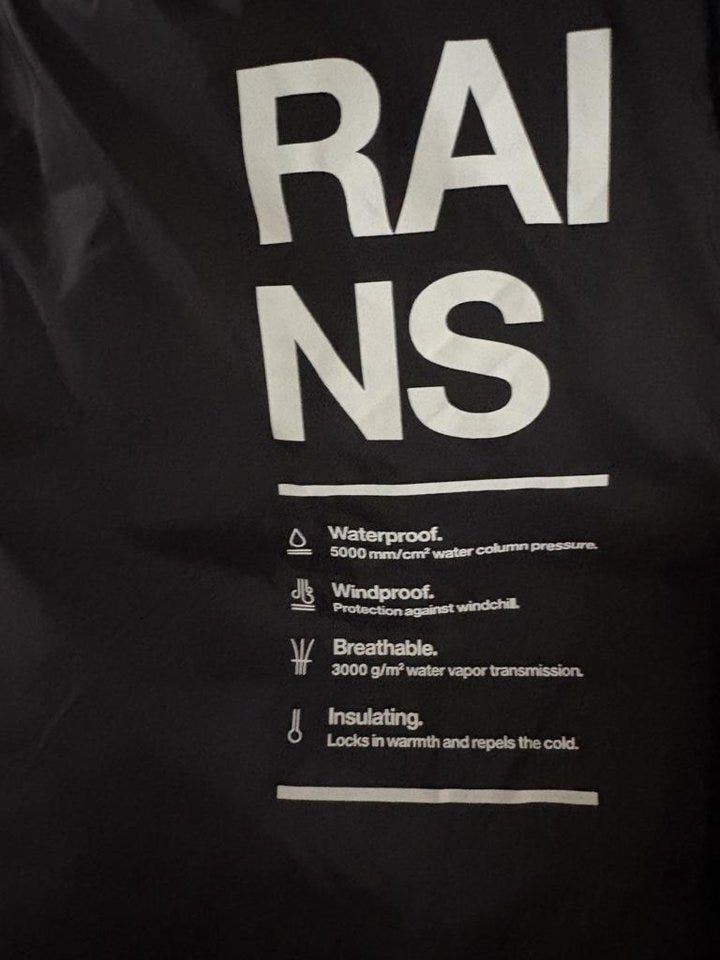 RAI
NS
Waterproof.
5000 mm/cm² water column pressure.
Windproof.
Protection against windchill.
Breathable.
3000 g/m² water vapor transmission.
Insulating.
Locks in warmth and repels the cold.